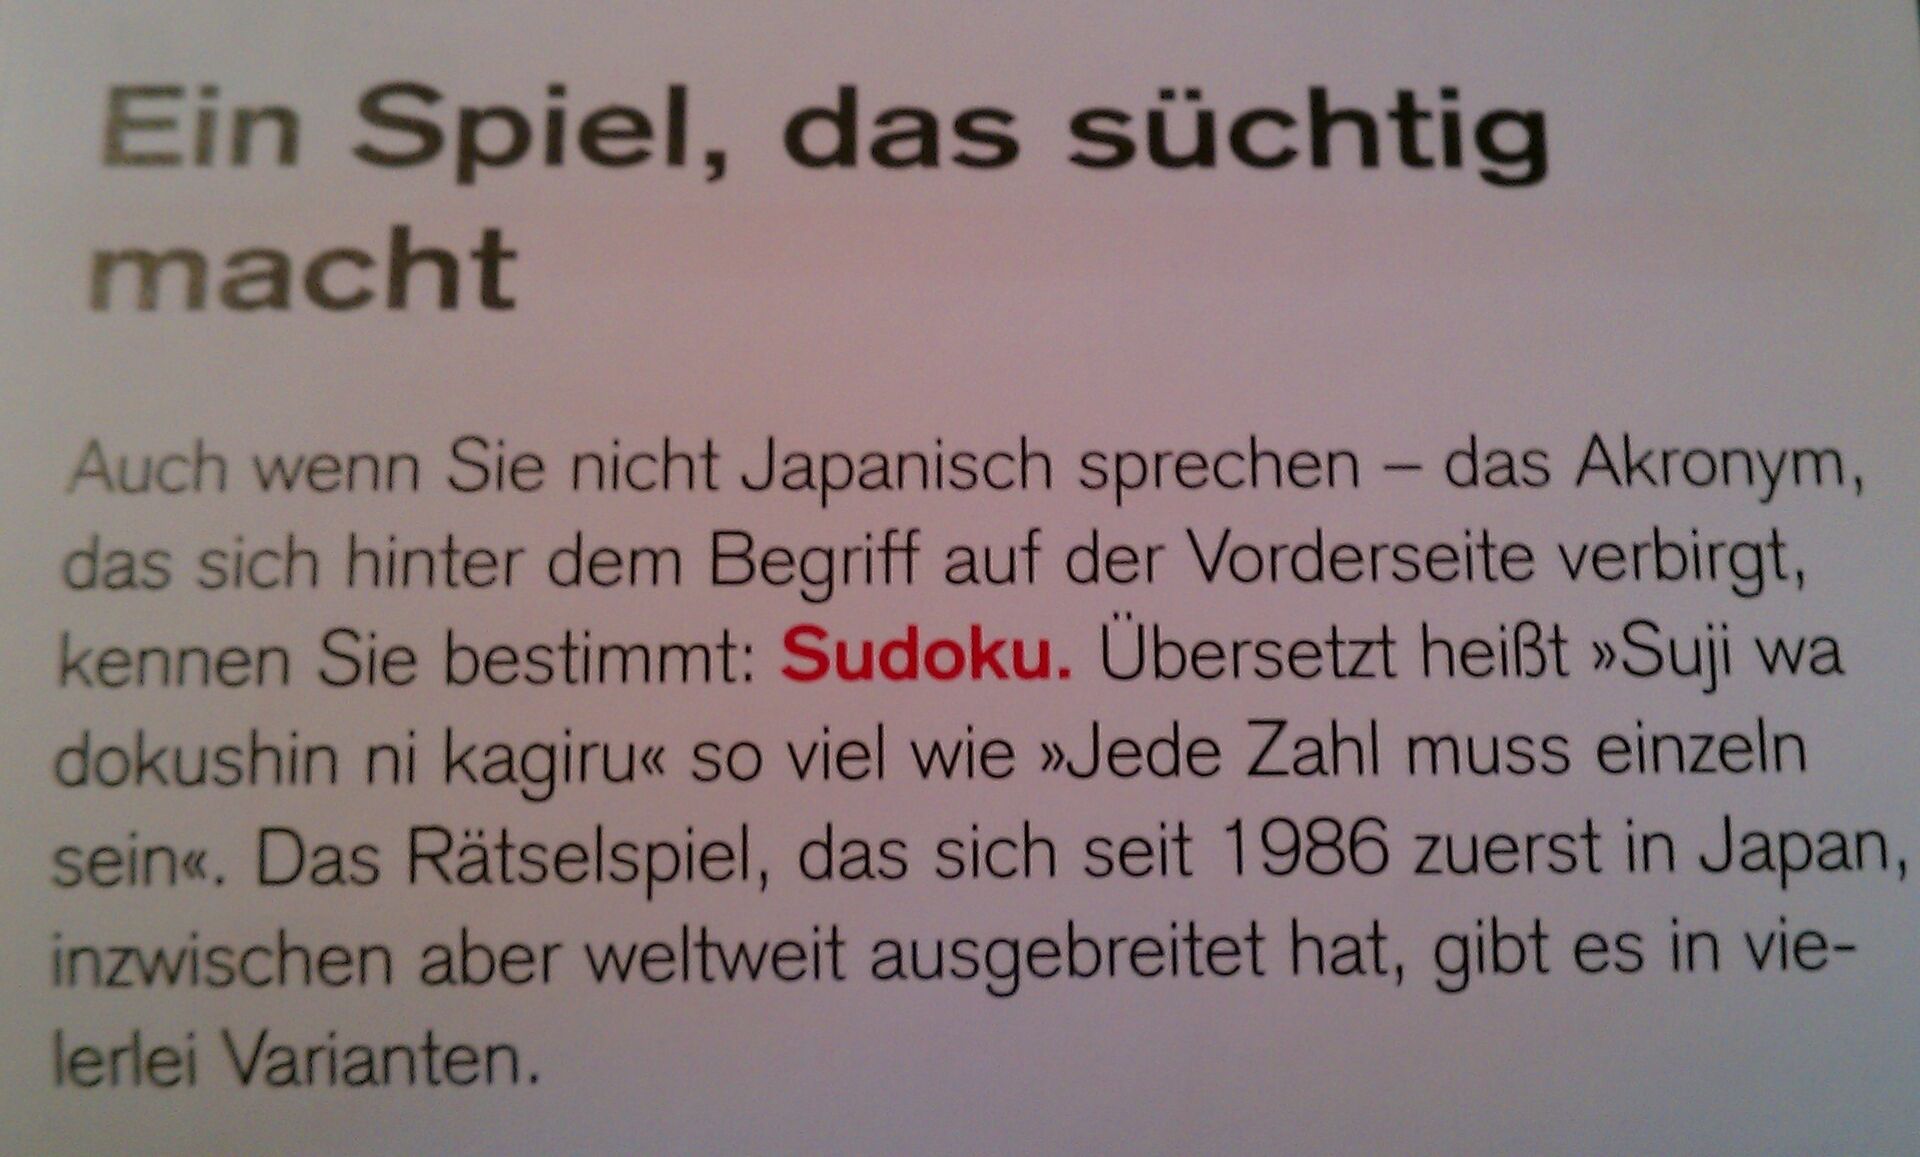 Ein Spiel, das süchtig
macht
Auch wenn Sie nicht Japanisch sprechen – das Akronym,
das sich hinter dem Begriff auf der Vorderseite verbirgt,
kennen Sie bestimmt: Sudoku. Übersetzt heißt »Suji wa
dokushin ni kagiru« so viel wie »Jede Zahl muss einzeln
sein«. Das Rätselspiel, das sich seit 1986 zuerst in Japan,
inzwischen aber weltweit ausgebreitet hat, gibt es in vie-
lerlei Varianten.